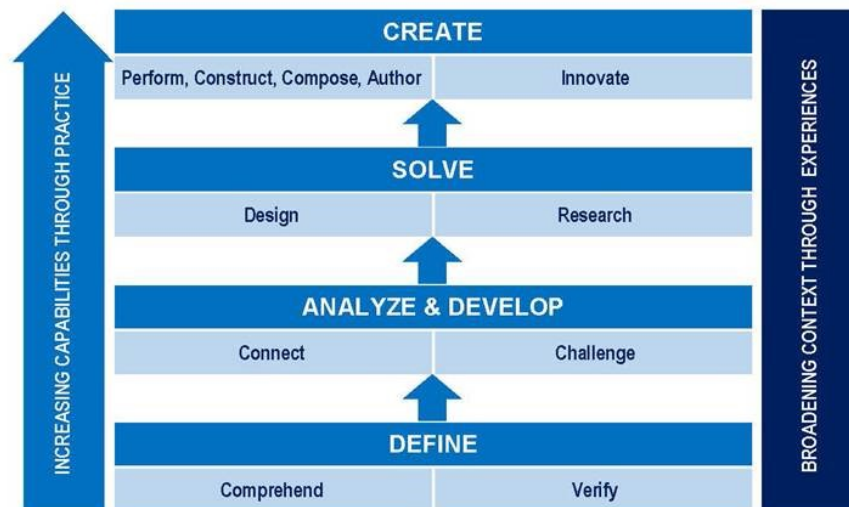 INCREASING CAPABILITIES THROUGH PRACTICE
CREATE
Perform, Construct, Compose, Author
Innovate
SOLVE
Design
Research
ANALYZE & DEVELOP
Connect
Challenge
DEFINE
Comprehend
Verify
BROADENING CONTEXT THROUGH EXPERIENCES